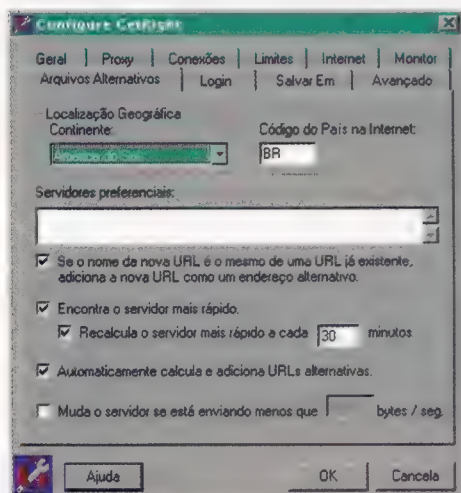 Configure GetRight
Geral Proxy Conexões Limites Internet Monitor
Arquivos Alternativos Login Salvar Em Avançado
Localização Geográfica
Continente: Código do País na Internet:
BR
Servidores preferenciais:
Se o nome da nova URL é o mesmo de uma URL já existente,
adiciona a nova URL como um endereço alternativo.
Encontra o servidor mais rápido.
Recalcula o servidor mais rápido a cada 30 minutos
Automaticamente calcula e adiciona URLs alternativas.
Muda o servidor se está enviando menos que bytes / seg.
Ajuda OK Cancela